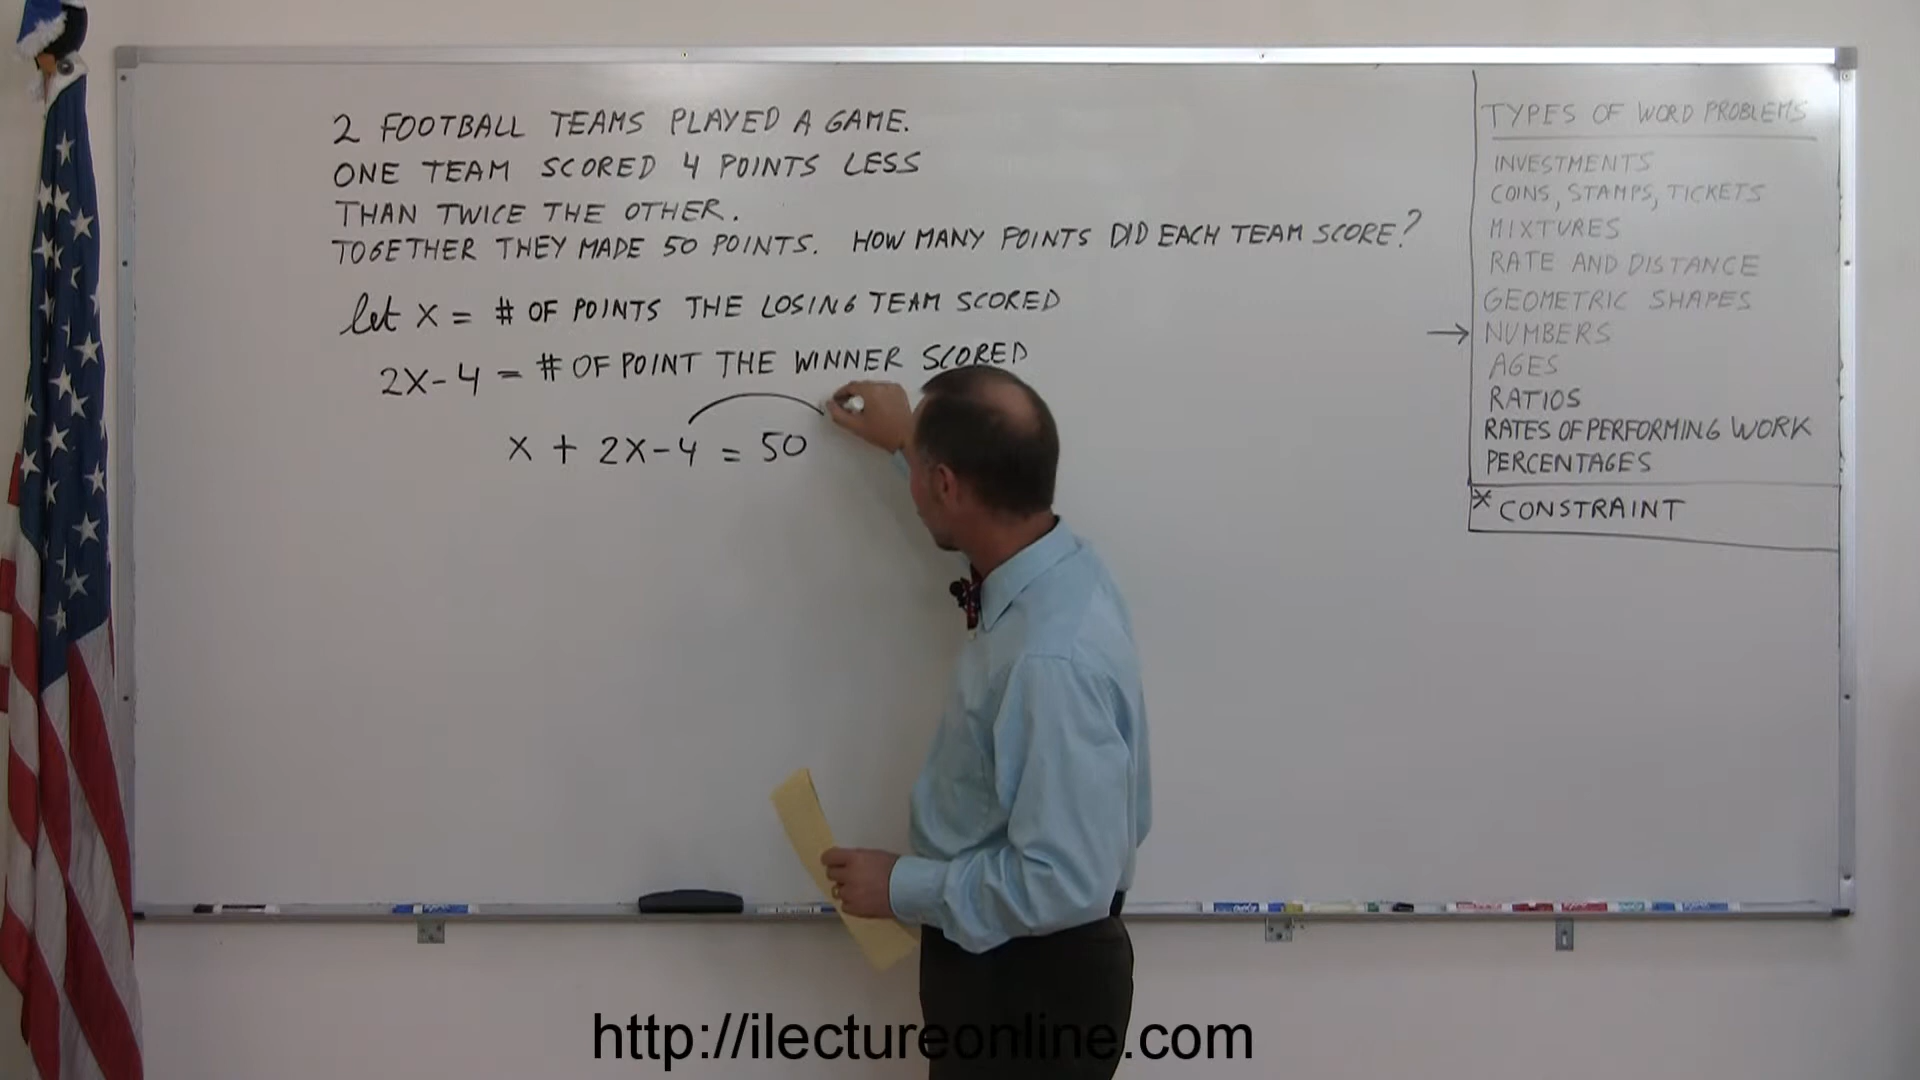 2 FOOTBALL TEAMS PLAYED A GAME.
ONE TEAM SCORED 4 POINTS LESS
THAN TWICE THE OTHER.
TOGETHER THEY MADE 50 POINTS. HOW MANY POINTS DID EACH TEAM SCORE?
let x = # OF POINTS THE LOSING TEAM SCORED
2X-4 = # OF POINT THE WINNER SCORED
x + 2x-4 = 50
TYPES OF WORD PROBLEMS
INVESTMENTS
COINS, STAMPS, TICKETS
MIXTURES
RATE AND DISTANCE
GEOMETRIC SHAPES
→ NUMBERS
AGES
RATIOS
RATES OF PERFORMING WORK
PERCENTAGES
* CONSTRAINT
http://ilectureonline.com